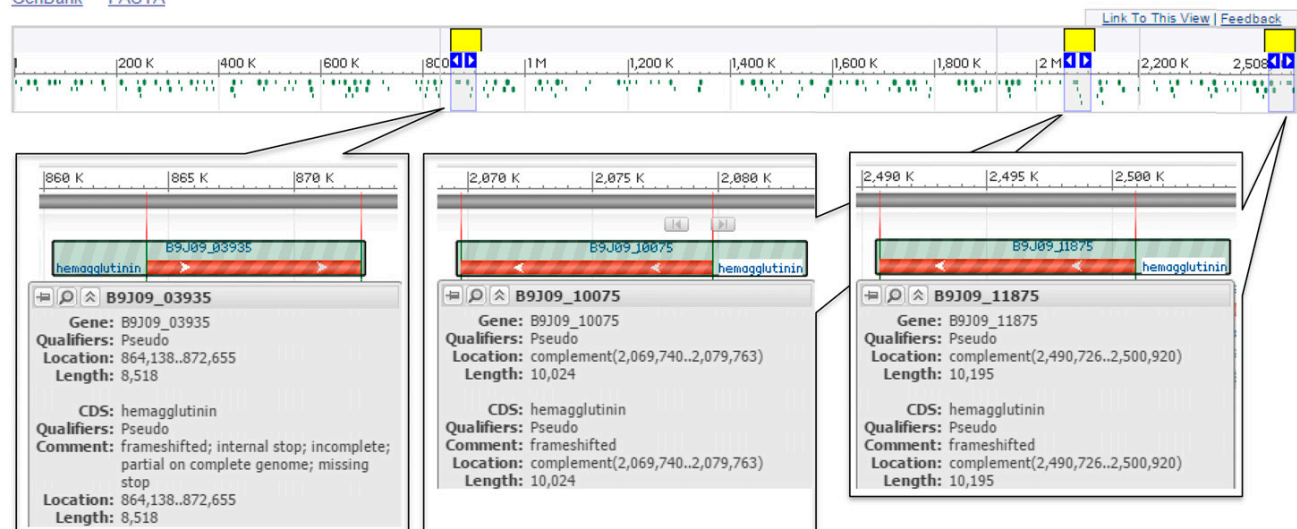 GenBank FASTA
Link To This View | Feedback
200 K 400 K 600 K 800 1M 1,200 K 1,400 K 1,600 K 1,800 K 2 M 2,200 K 2,508
860 K 865 K 870 K
B9J09_03935
hemagglutinin
B9J09_03935
Gene: B9J09_03935
Qualifiers: Pseudo
Location: 864,138..872,655
Length: 8,518
CDS: hemagglutinin
Qualifiers: Pseudo
Comment: frameshifted; internal stop; incomplete;
partial on complete genome; missing
stop
Location: 864,138..872,655
Length: 8,518
2,070 K 2,075 K 2,080 K
B9J09_10075
hemagglutinin
B9J09_10075
Gene: B9J09_10075
Qualifiers: Pseudo
Location: complement(2,069,740..2,079,763)
Length: 10,024
CDS: hemagglutinin
Qualifiers: Pseudo
Comment: frameshifted
Location: complement(2,069,740..2,079,763)
Length: 10,024
2,490 K 2,495 K 2,500 K
B9J09_11875
hemagglutinin
B9J09_11875
Gene: B9J09_11875
Qualifiers: Pseudo
Location: complement(2,490,726..2,500,920)
Length: 10,195
CDS: hemagglutinin
Qualifiers: Pseudo
Comment: frameshifted
Location: complement(2,490,726..2,500,920)
Length: 10,195